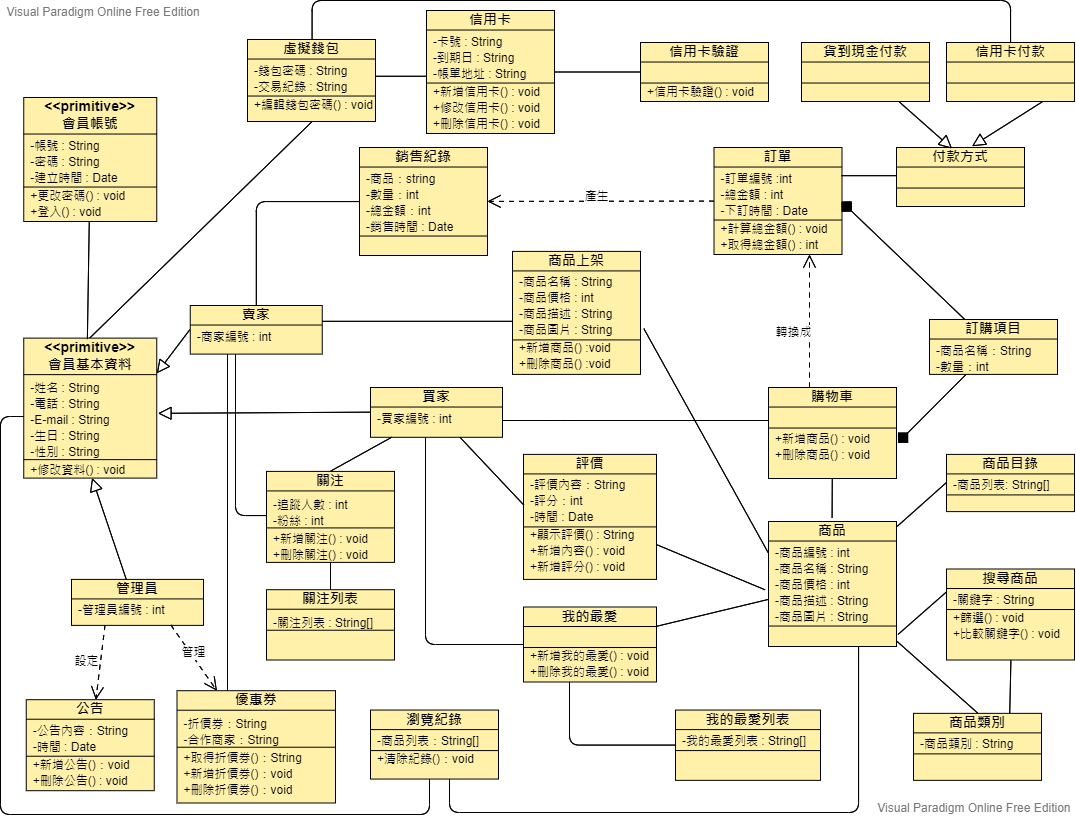 Visual Paradigm Online Free Edition
虛擬錢包
-錢包密碼 : String
-交易紀錄 : String
+編輯錢包密碼() : void
信用卡
-卡號 : String
-到期日 : String
-帳單地址 : String
+新增信用卡() : void
+修改信用卡() : void
+刪除信用卡() : void
信用卡驗證
+信用卡驗證() : void
貨到現金付款
信用卡付款
<<primitive>>
會員帳號
-帳號 : String
-密碼 : String
-建立時間 : Date
+更改密碼() : void
+登入() : void
銷售紀錄
-商品 : string
-數量 : int
-總金額 : int
-銷售時間 : Date
產生
訂單
-訂單編號 :int
-總金額 : int
-下訂時間 : Date
+計算總金額() : void
+取得總金額() : int
付款方式
商品上架
-商品名稱 : String
-商品價格 : int
-商品描述 : String
-商品圖片 : String
+新增商品() :void
+刪除商品() :void
賣家
-商家編號 : int
轉換成
訂購項目
-商品名稱 : String
-數量 : int
<<primitive>>
會員基本資料
-姓名 : String
-電話 : String
-E-mail : String
-生日 : String
-性別 : String
+修改資料() : void
買家
-買家編號 : int
購物車
+新增商品() : void
+刪除商品() : void
關注
-追蹤人數 : int
-粉絲 : int
+新增關注() : void
+刪除關注() : void
評價
-評價內容 : String
-評分 : int
-時間 : Date
+顯示評價() : String
+新增內容() : void
+新增評分() : void
商品目錄
-商品列表: String[]
商品
-商品編號 : int
-商品名稱 : String
-商品價格 : int
-商品描述 : String
-商品圖片 : String
搜尋商品
-關鍵字 : String
+篩選() : void
+比較關鍵字() : void
管理員
-管理員編號 : int
關注列表
-關注列表 : String[]
我的最愛
+新增我的最愛() : void
+刪除我的最愛() : void
設定
管理
公告
-公告內容 : String
-時間 : Date
+新增公告() : void
+刪除公告() : void
優惠券
-折價券 : String
-合作商家 : String
+取得折價券() : String
+新增折價券() : void
+刪除折價券() : void
瀏覽紀錄
-商品列表 : String[]
+清除紀錄() : void
我的最愛列表
-我的最愛列表 : String[]
商品類別
-商品類別 : String
Visual Paradigm Online Free Edition